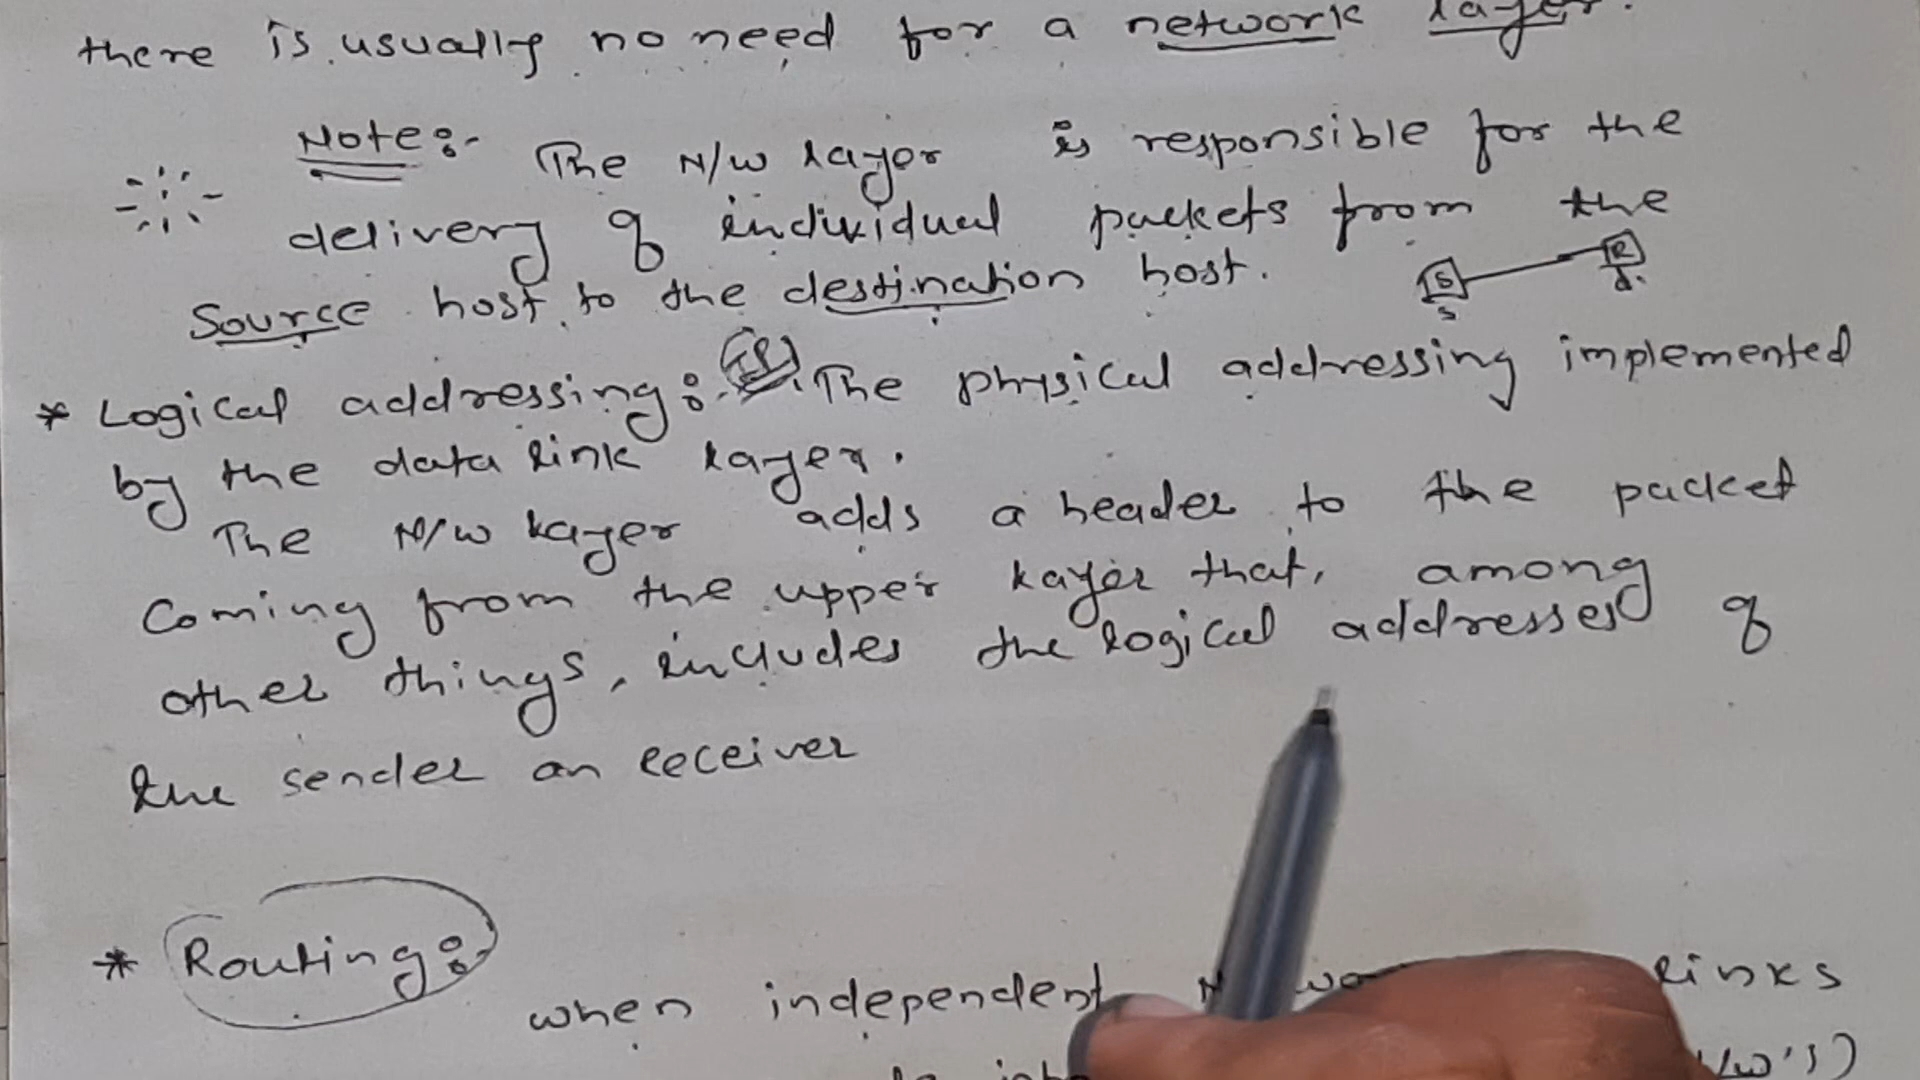 there is usually no need for a network layer.
Note:- The N/W layer is responsible for the
delivery of individual packets from the
Source host to the destination host.
S R
s d.
* Logical addressing:- The physical addressing implemented
by the data link layer.
The N/W layer adds a header to the packet
Coming from the upper layer that, among
other things, includes the logical addresses of
the sender an receiver
* Routing:-
when independent links
/w's)